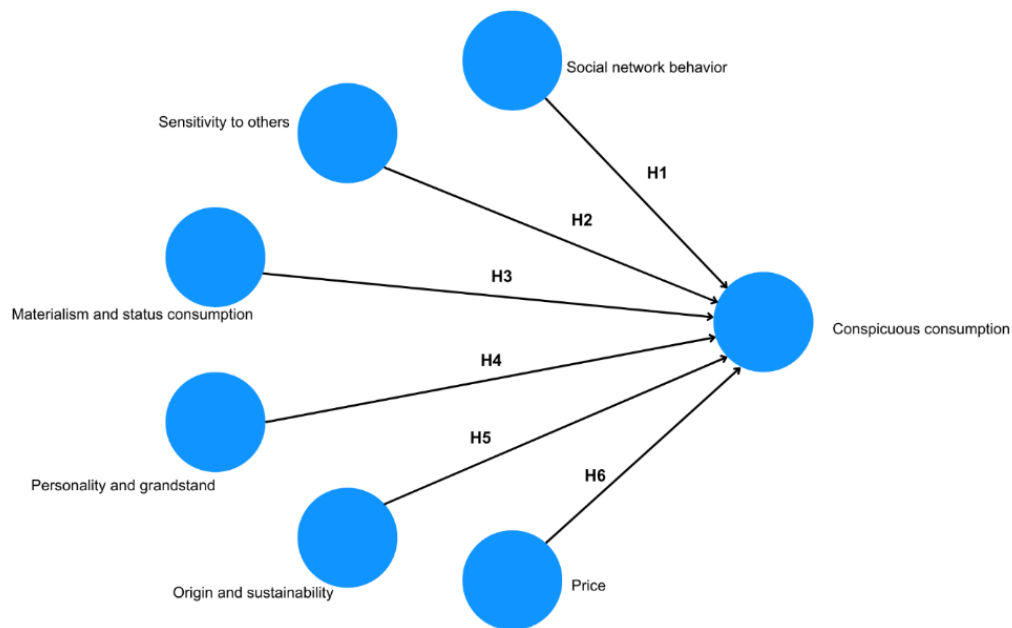 Social network behavior
Sensitivity to others
H1
H2
H3
Materialism and status consumption
Conspicuous consumption
H4
H5
Personality and grandstand
H6
Origin and sustainability
Price